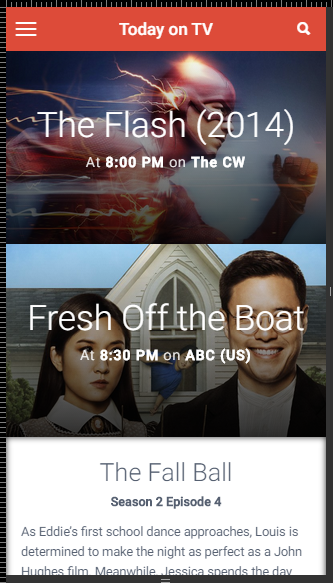 Today on TV
The Flash (2014)
At 8:00 PM on The CW
Fresh Off the Boat
At 8:30 PM on ABC (US)
The Fall Ball
Season 2 Episode 4
As Eddie's first school dance approaches, Louis is
determined to make the night as perfect as a John
Hughes film. Meanwhile, Jessica spends the day